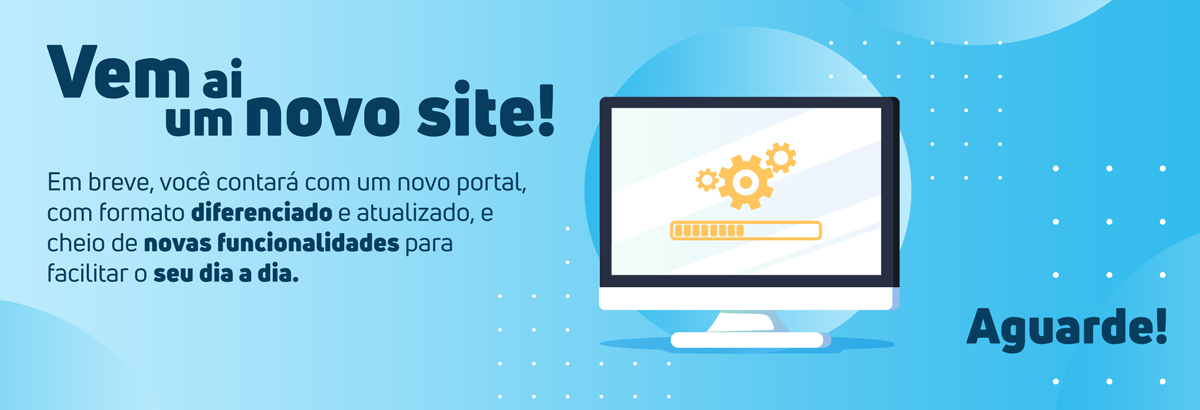 Vem ai
um novo site!
Em breve, você contará com um novo portal,
com formato diferenciado e atualizado, e
cheio de novas funcionalidades para
facilitar o seu dia a dia.
Aguarde!